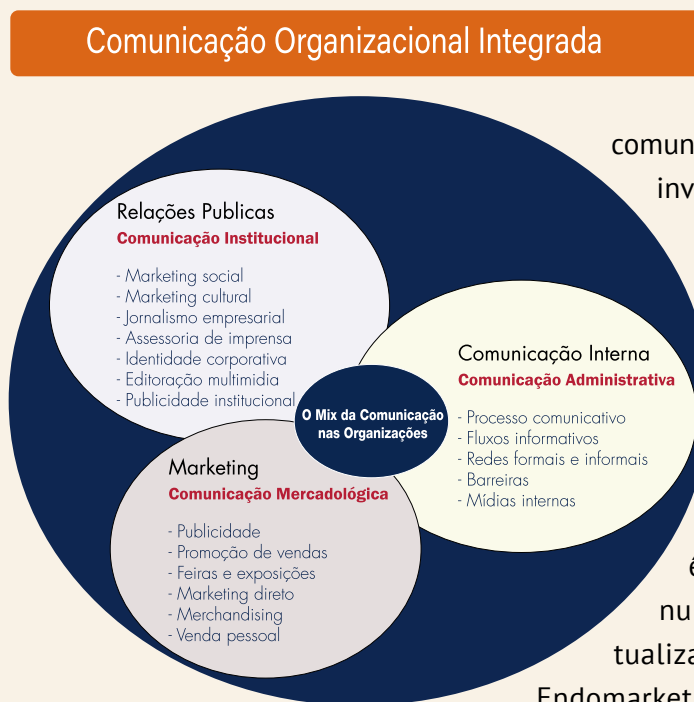 Comunicação Organizacional Integrada
comun
inv
Relações Publicas
Comunicação Institucional
- Marketing social
- Marketing cultural
- Jornalismo empresarial
- Assessoria de imprensa
- Identidade corporativa
- Editoração multimidia
- Publicidade institucional
Comunicação Interna
Comunicação Administrativa
- Processo comunicativo
- Fluxos informativos
- Redes formais e informais
- Barreiras
- Mídias internas
O Mix da Comunicação
nas Organizações
Marketing
Comunicação Mercadológica
- Publicidade
- Promoção de vendas
- Feiras e exposições
- Marketing direto
- Merchandising
- Venda pessoal
nu
tualiza
Endomarket